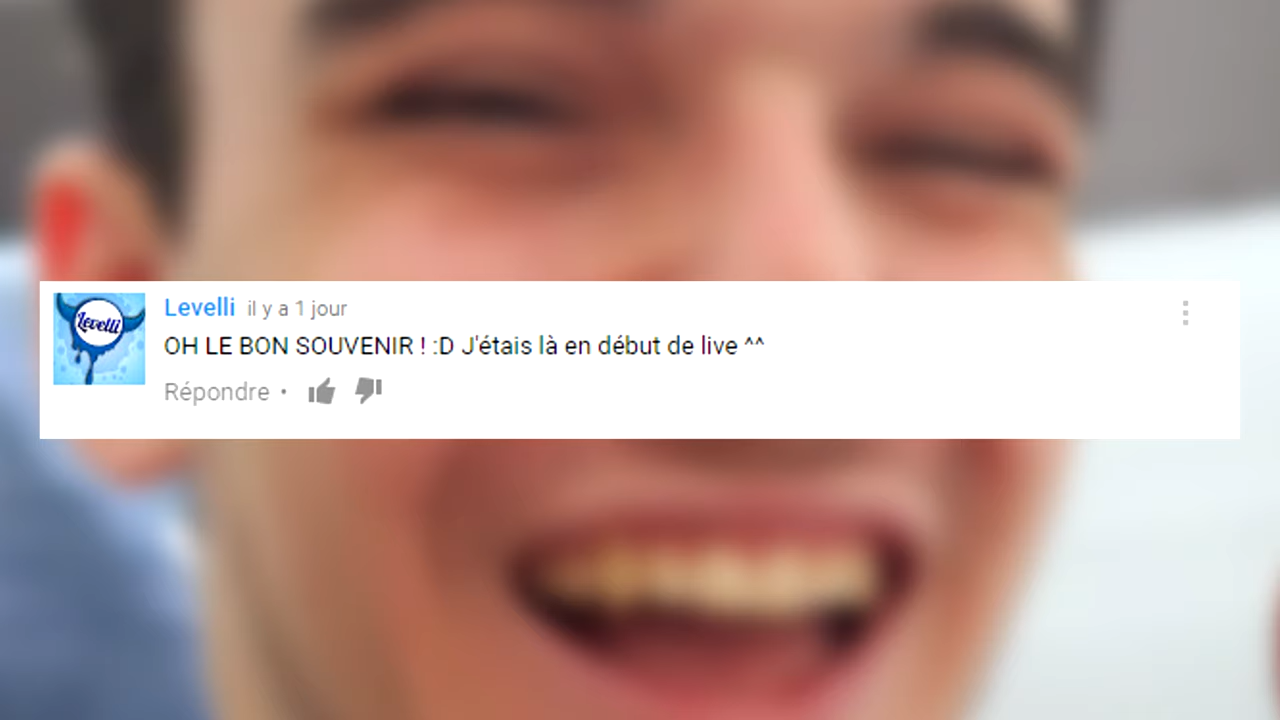 Levelli
Levelli il y a 1 jour
OH LE BON SOUVENIR ! :D J'étais là en début de live ^^
Répondre •